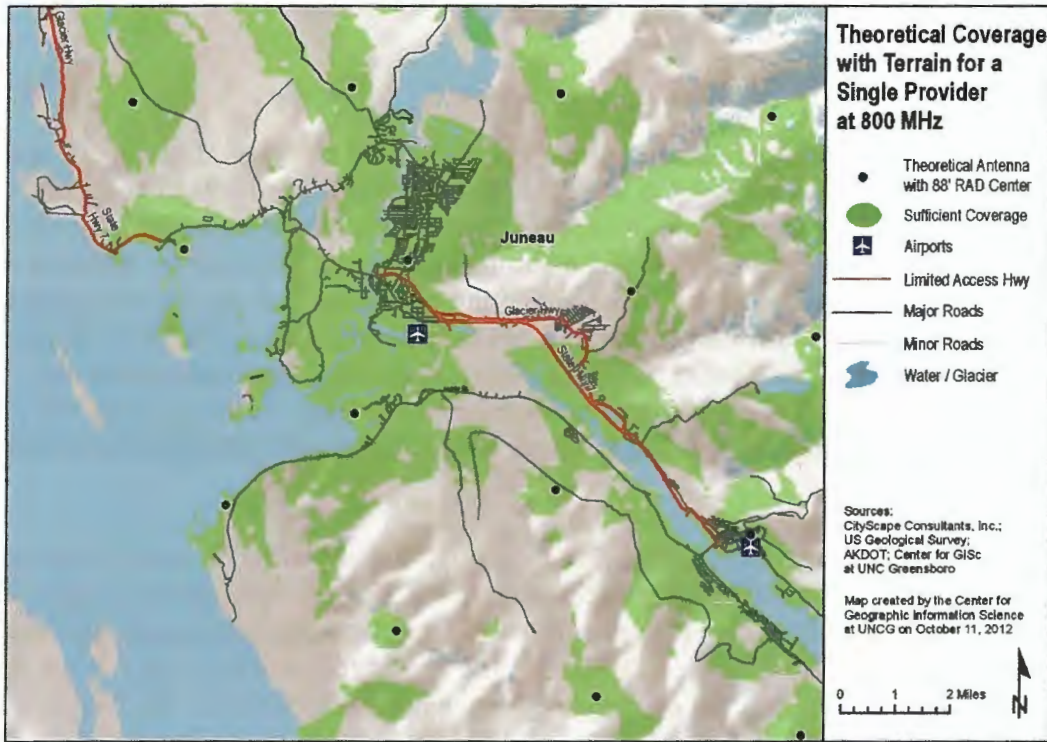 Glacier Hwy
State
Hwy 7
Juneau
Glacier Hwy
Theoretical Coverage
with Terrain for a
Single Provider
at 800 MHz
Theoretical Antenna
with 88' RAD Center
Sufficient Coverage
Airports
Limited Access Hwy
Major Roads
Minor Roads
Water / Glacier
Sources:
CityScape Consultants, Inc.;
US Geological Survey;
AKDOT; Center for GISc
at UNC Greensboro
Map created by the Center for
Geographic Information Science
at UNCG on October 11, 2012
0 1 2 Miles
N